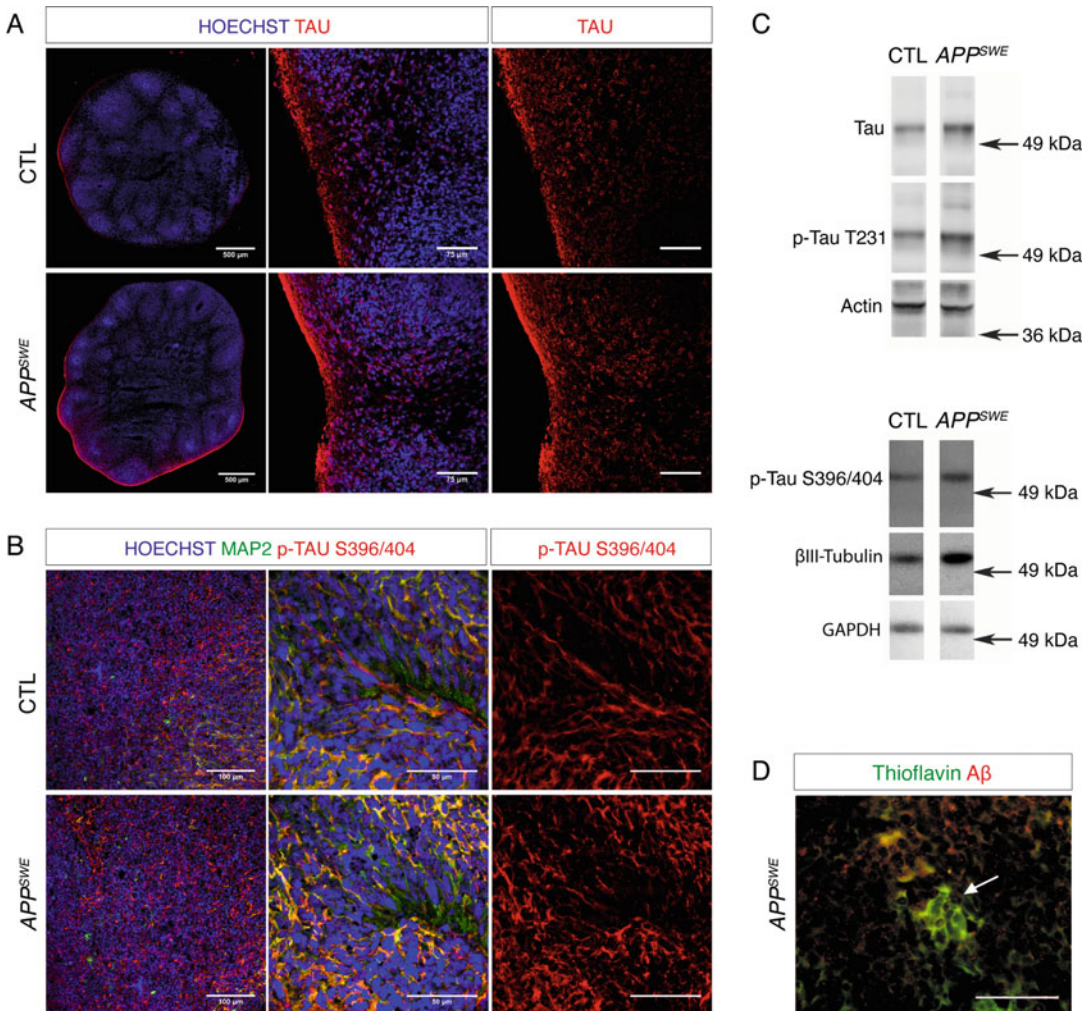 A
HOECHST TAU
TAU
CTL
500 µm
75 µm
APPSWE
500 µm
75 µm
B
HOECHST MAP2 p-TAU S396/404
p-TAU S396/404
CTL
100 µm
50 µm
APPSWE
100 µm
50 µm
C
CTL APPSWE
Tau
49 kDa
p-Tau T231
49 kDa
Actin
36 kDa
CTL APPSWE
p-Tau S396/404
49 kDa
βIII-Tubulin
49 kDa
GAPDH
49 kDa
D
Thioflavin Aβ
APPSWE